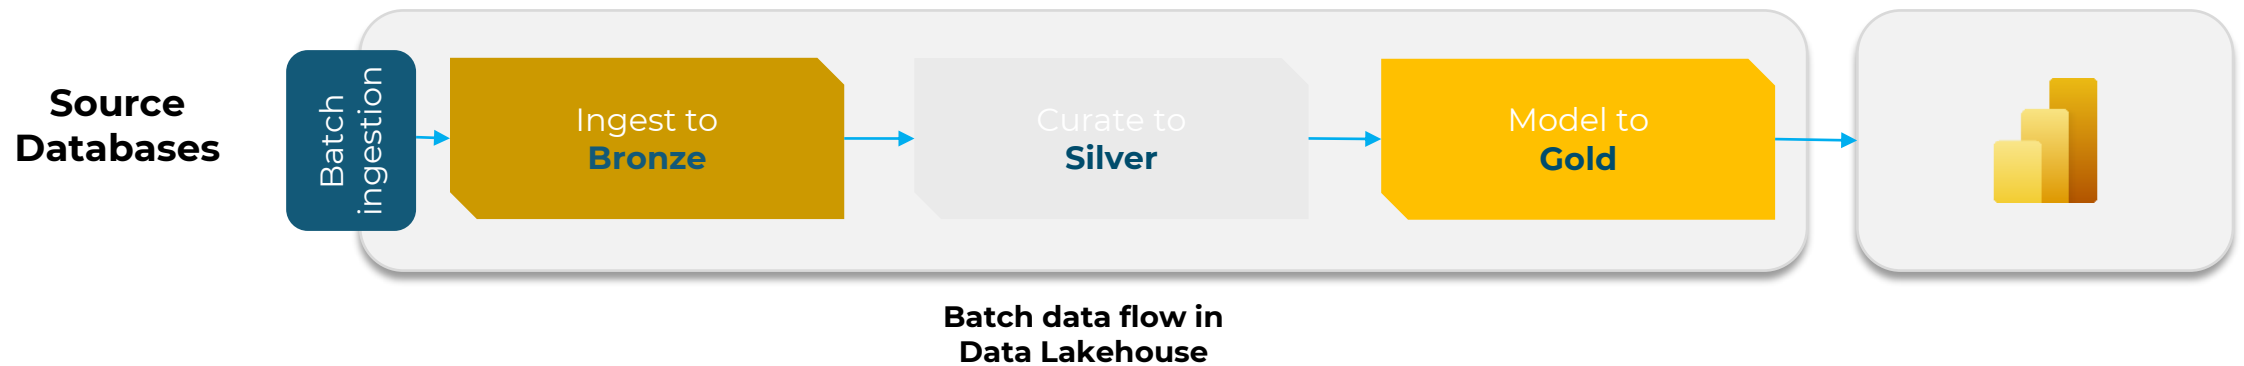 Source
Databases
Batch
ingestion
Ingest to
Bronze
Curate to
Silver
Model to
Gold
Batch data flow in
Data Lakehouse